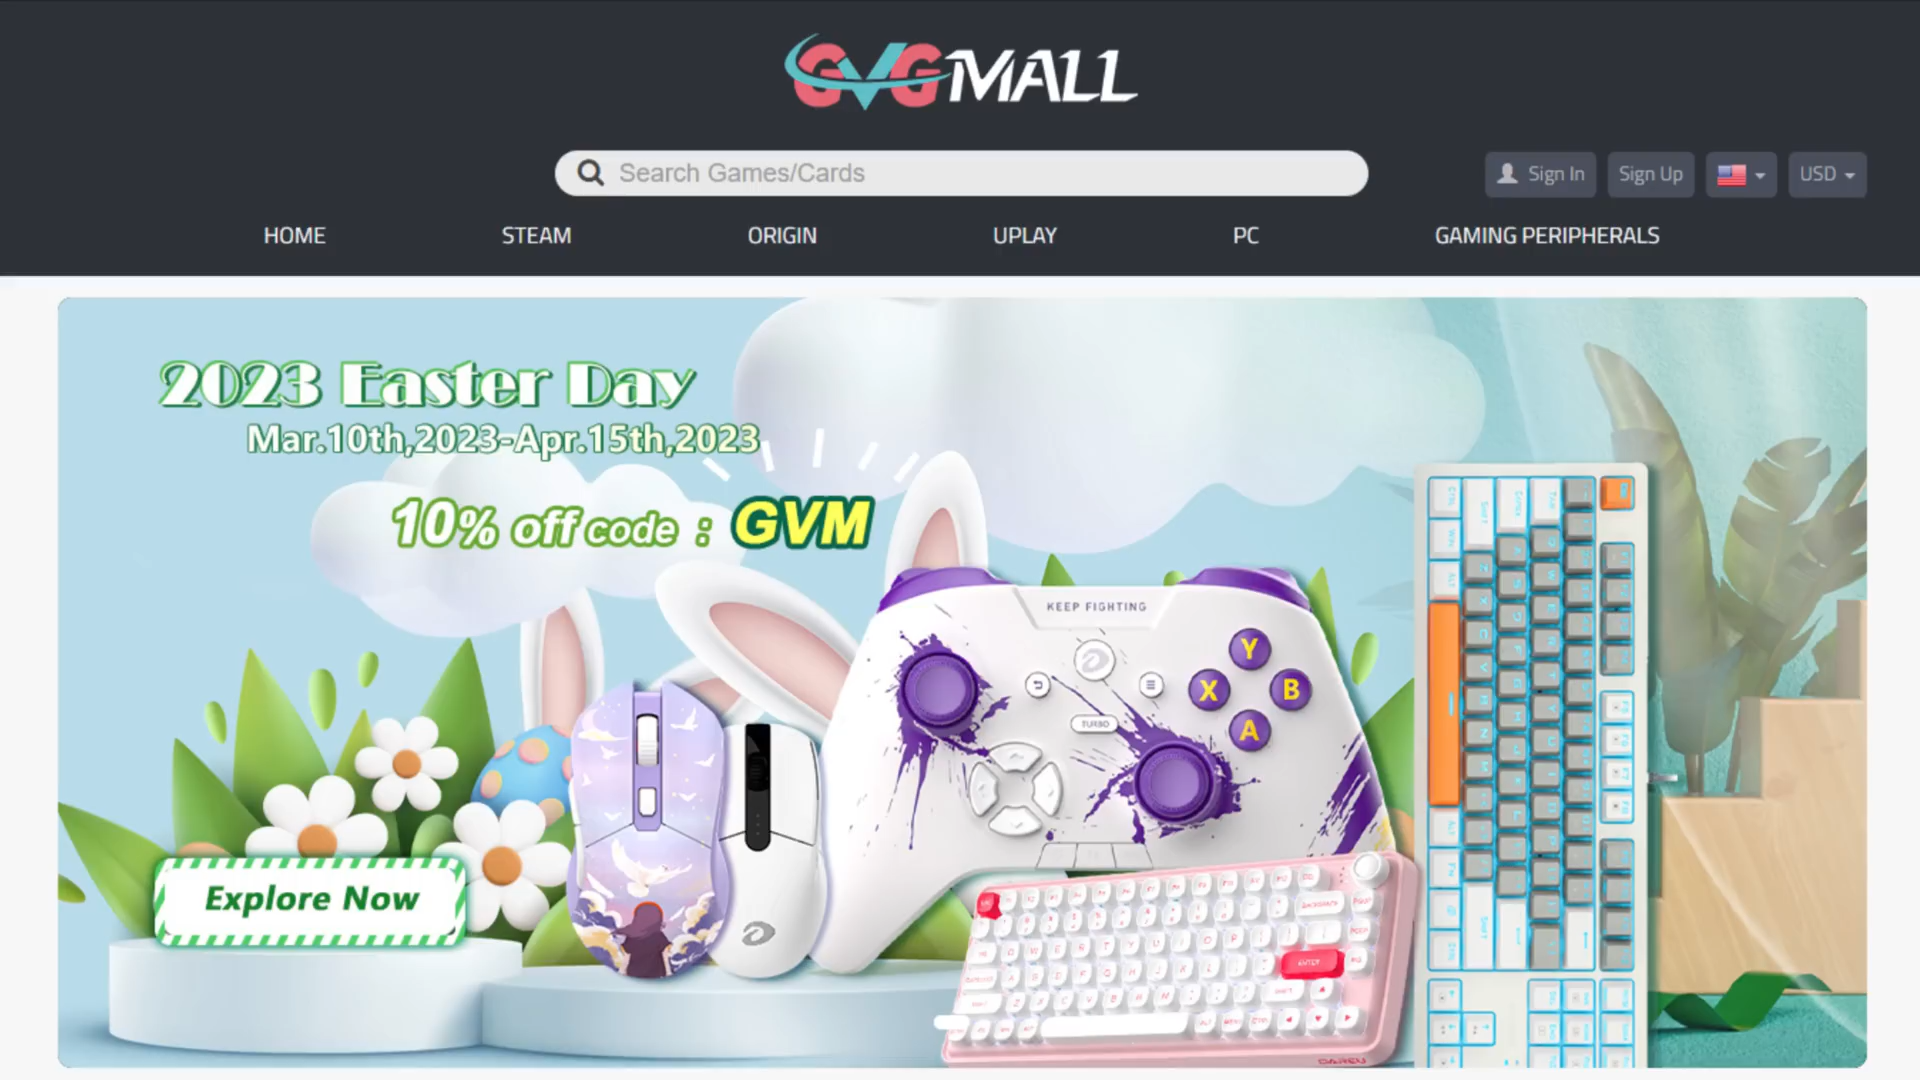 GVGMALL
Search Games/Cards
Sign In
Sign Up
USD
HOME
STEAM
ORIGIN
UPLAY
PC
GAMING PERIPHERALS
2023 Easter Day
Mar.10th,2023-Apr.15th,2023
10% off code : GVM
KEEP FIGHTING
Y
X
B
A
TURBO
Explore Now
DAREU